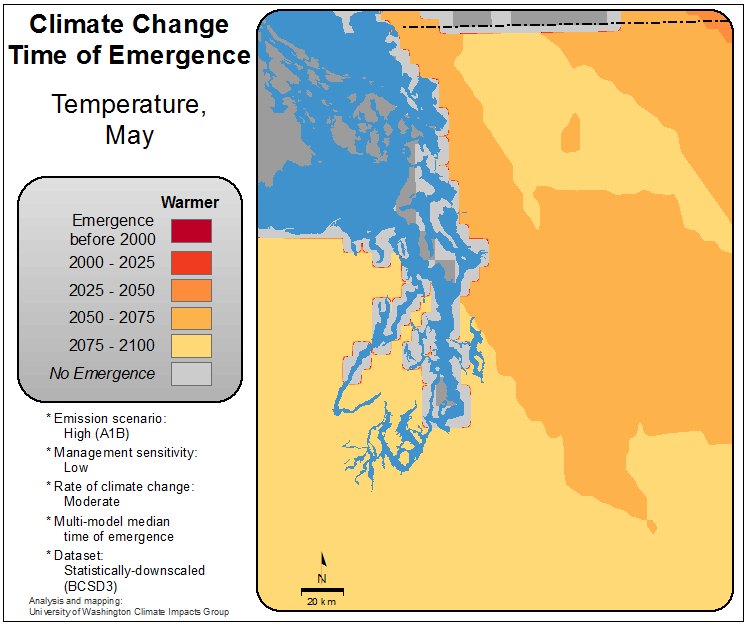 Climate Change
Time of Emergence
Temperature,
May
Warmer
Emergence
before 2000
2000 - 2025
2025 - 2050
2050 - 2075
2075 - 2100
No Emergence
* Emission scenario:
High (A1B)
* Management sensitivity:
Low
* Rate of climate change:
Moderate
* Multi-model median
time of emergence
* Dataset:
Statistically-downscaled
(BCSD3)
Analysis and mapping:
University of Washington Climate Impacts Group
N
20 km